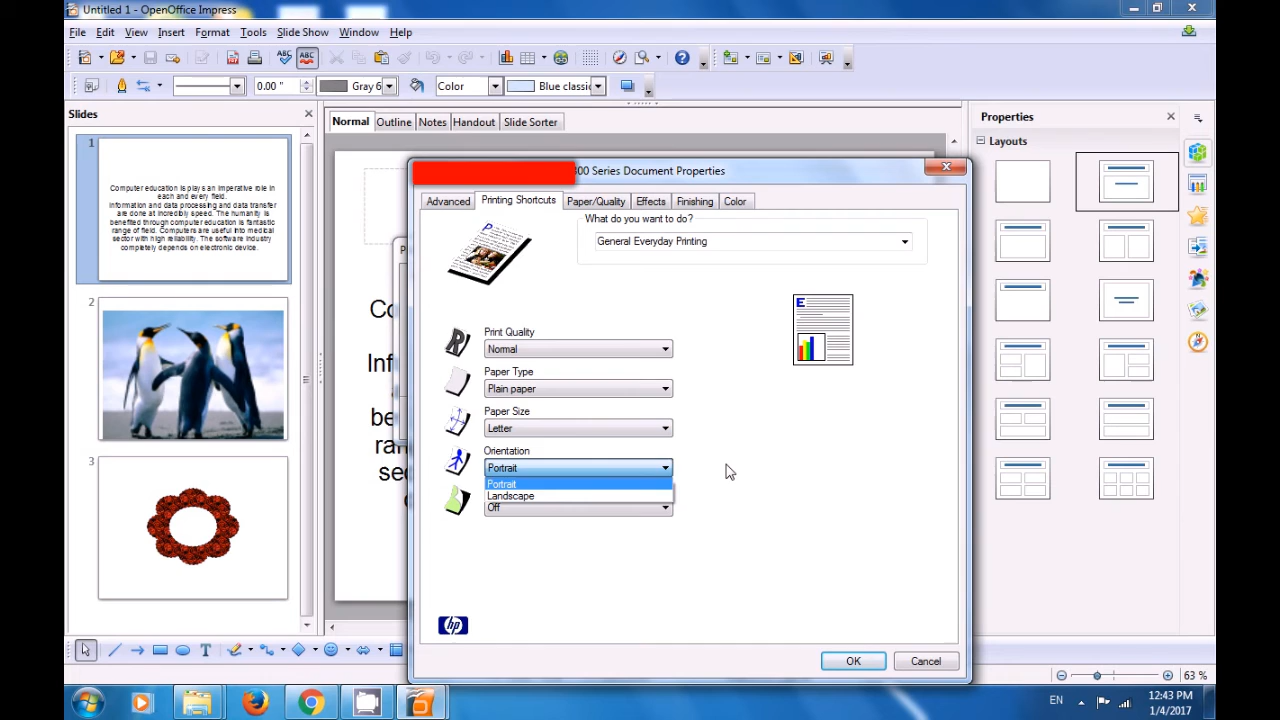 Untitled 1 - OpenOffice Impress
File Edit View Insert Format Tools Slide Show Window Help
0.00 " Gray 6 Color Blue classic
Slides
Normal Outline Notes Handout Slide Sorter
Properties
Layouts
1
Computer education is plays an imperative role in
each and every field.
Information and data processing and data transfer
are done at incredibly speed. The humanity is
benefited through computer education is fantastic
range of field. Computers are useful into medical
sector with high reliability. The software industry
completely depends on electronic device.
2
3
Co
Inf
be
ran
se
00 Series Document Properties
Advanced Printing Shortcuts Paper/Quality Effects Finishing Color
What do you want to do?
General Everyday Printing
Print Quality
Normal
Paper Type
Plain paper
Paper Size
Letter
Orientation
Portrait
Portrait
Landscape
Off
E
hp
OK Cancel
63 %
EN
12:43 PM
1/4/2017